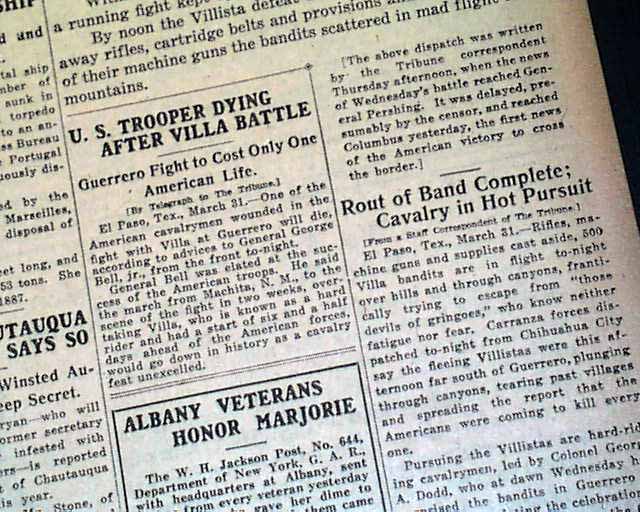 SHIP
d and
tal ship
mber of
sunk in
torpedo
to an an-
ss Bureau
Portugal
uously dis-
ed by the
Marseilles,
disposal of
eet long, and
53 tons. She
1887.
UTAUQUA
SAYS SO
Winsted Au-
eep Secret.
ryan—who will
ormer secretary
infested with
ers—is reported
t of Chautauqua
is year.
Mr. Stone, of
a running fight kept
By noon the Villista defeat
away rifles, cartridge belts and provisions and
of their machine guns the bandits scattered in mad flight
mountains.
U. S. TROOPER DYING
AFTER VILLA BATTLE
Guerrero Fight to Cost Only One
American Life.
[By Telegraph to The Tribune.]
El Paso, Tex., March 31.—One of the
American cavalrymen wounded in the
fight with Villa at Guerrero will die,
according to advices to General George
Bell, jr., from the front to-night.
General Bell was elated at the suc-
cess of the American troops. He said
the march from Machita, N. M., to the
scene of the fight in two weeks, over-
taking Villa, who is known as a hard
rider and had a start of six and a half
days ahead of the American forces,
would go down in history as a cavalry
feat unexcelled.
ALBANY VETERANS
HONOR MARJORIE
The W. H. Jackson Post, No. 644,
Department of New York, G. A. R.,
with headquarters at Albany, sent
from every veteran yesterday
gave her dime to
them came
[The above dispatch was written
by the Tribune correspondent
Thursday afternoon, when the news
of Wednesday's battle reached Gen-
eral Pershing. It was delayed, pre-
sumably by the censor, and reached
Columbus yesterday, the first news
of the American victory to cross
the border.]
Rout of Band Complete;
Cavalry in Hot Pursuit
[From a Staff Correspondent of The Tribune.]
El Paso, Tex., March 31.—Rifles, ma-
chine guns and supplies cast aside, 500
Villa bandits are in flight to-night
over hills and through canyons, franti-
cally trying to escape from "those
devils of gringoes," who know neither
fatigue nor fear. Carranza forces dis-
patched to-night from Chihuahua City
say the fleeing Villistas were this af-
ternoon far south of Guerrero, plunging
through canyons, tearing past villages
and spreading the report that the
Americans were coming to kill every
one.
Pursuing the Villistas are hard-rid-
ing cavalrymen, led by Colonel Geor
A. Dodd, who at dawn Wednesday h
prised the bandits in Guerrero
the celebration